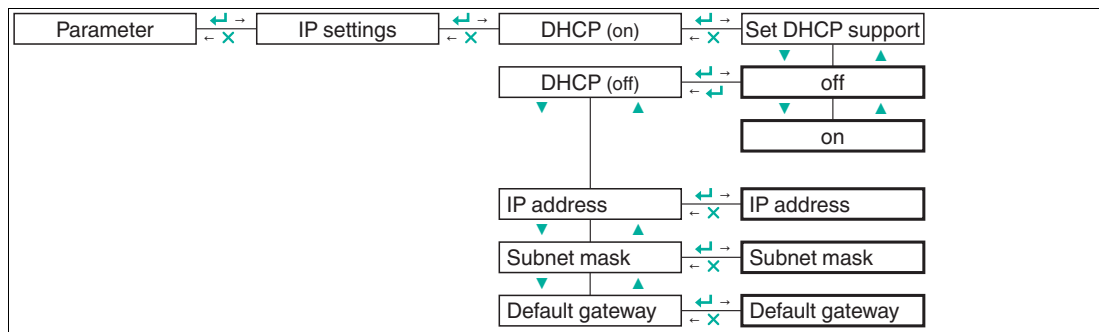 Parameter
IP settings
DHCP (on)
Set DHCP support
DHCP (off)
off
on
IP address
IP address
Subnet mask
Subnet mask
Default gateway
Default gateway